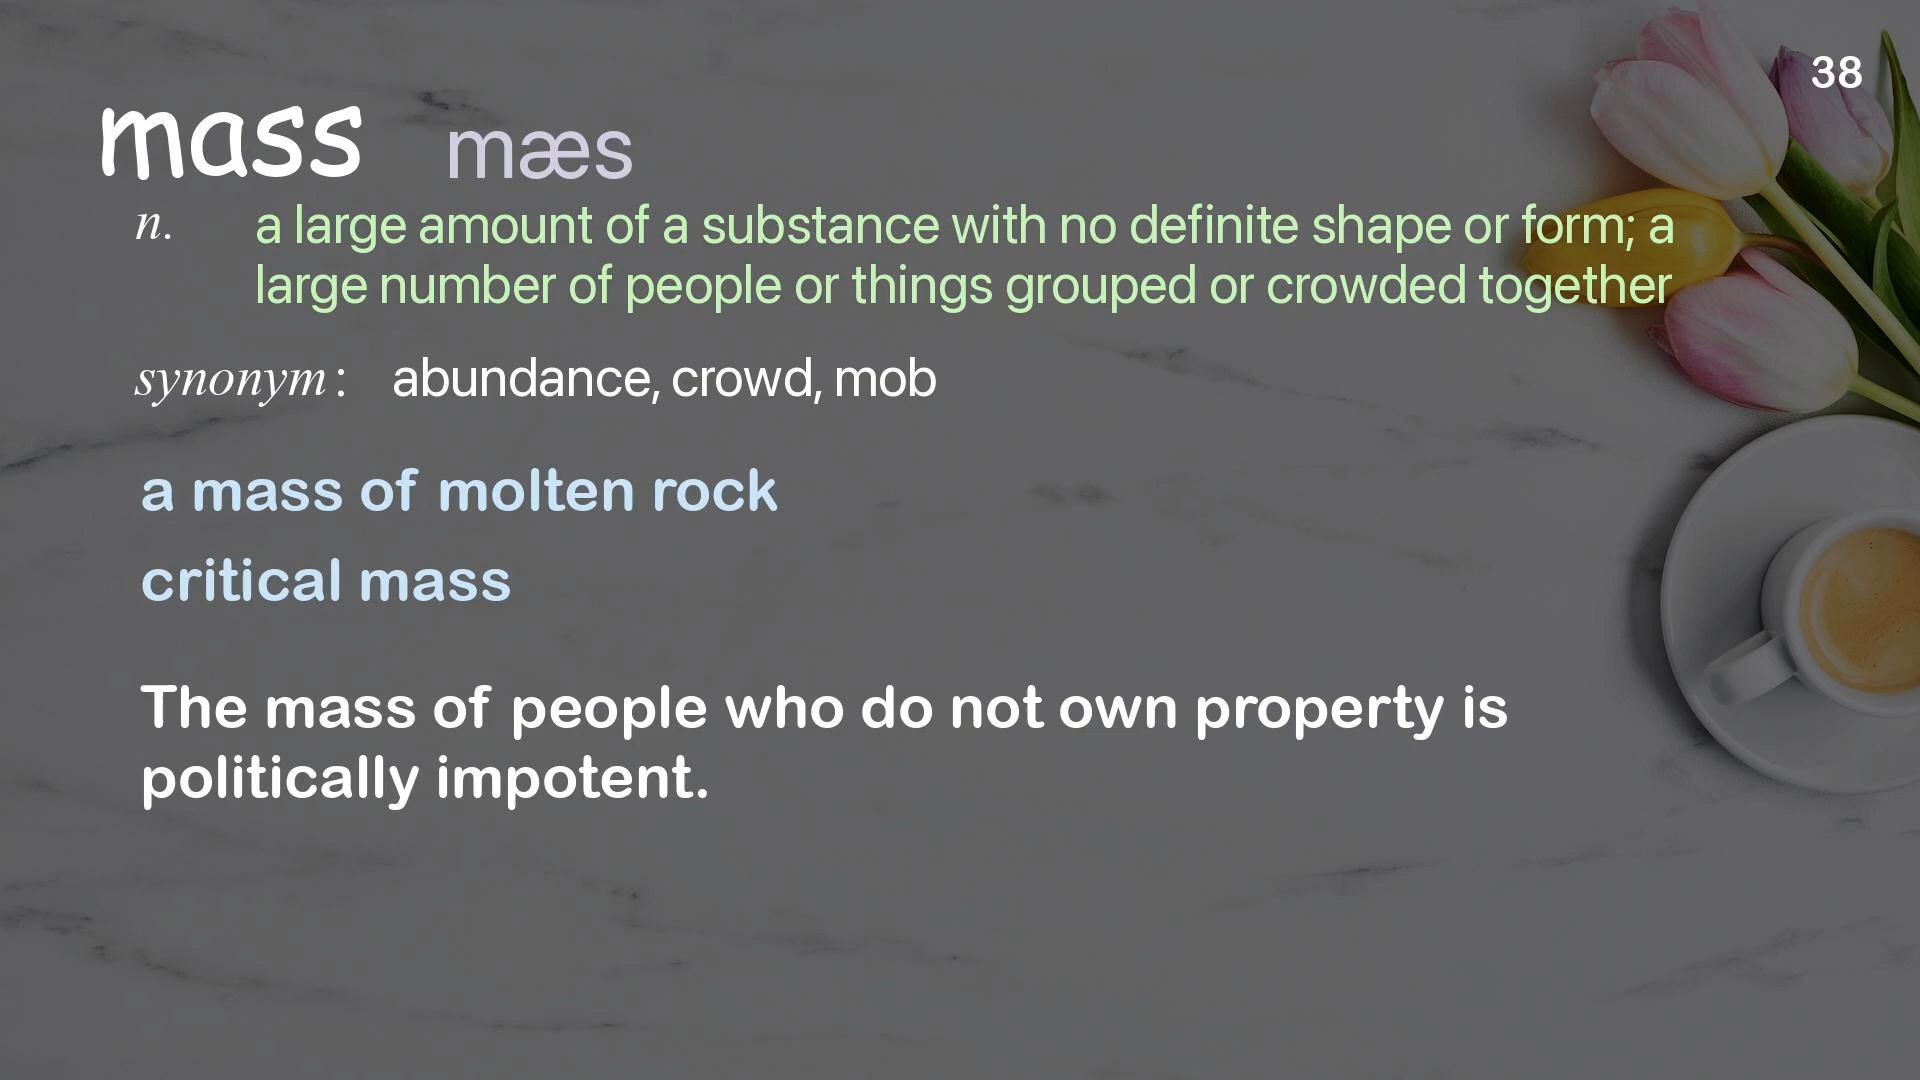 38
mass mæs
n. a large amount of a substance with no definite shape or form; a
large number of people or things grouped or crowded together
synonym: abundance, crowd, mob
a mass of molten rock
critical mass
The mass of people who do not own property is
politically impotent.